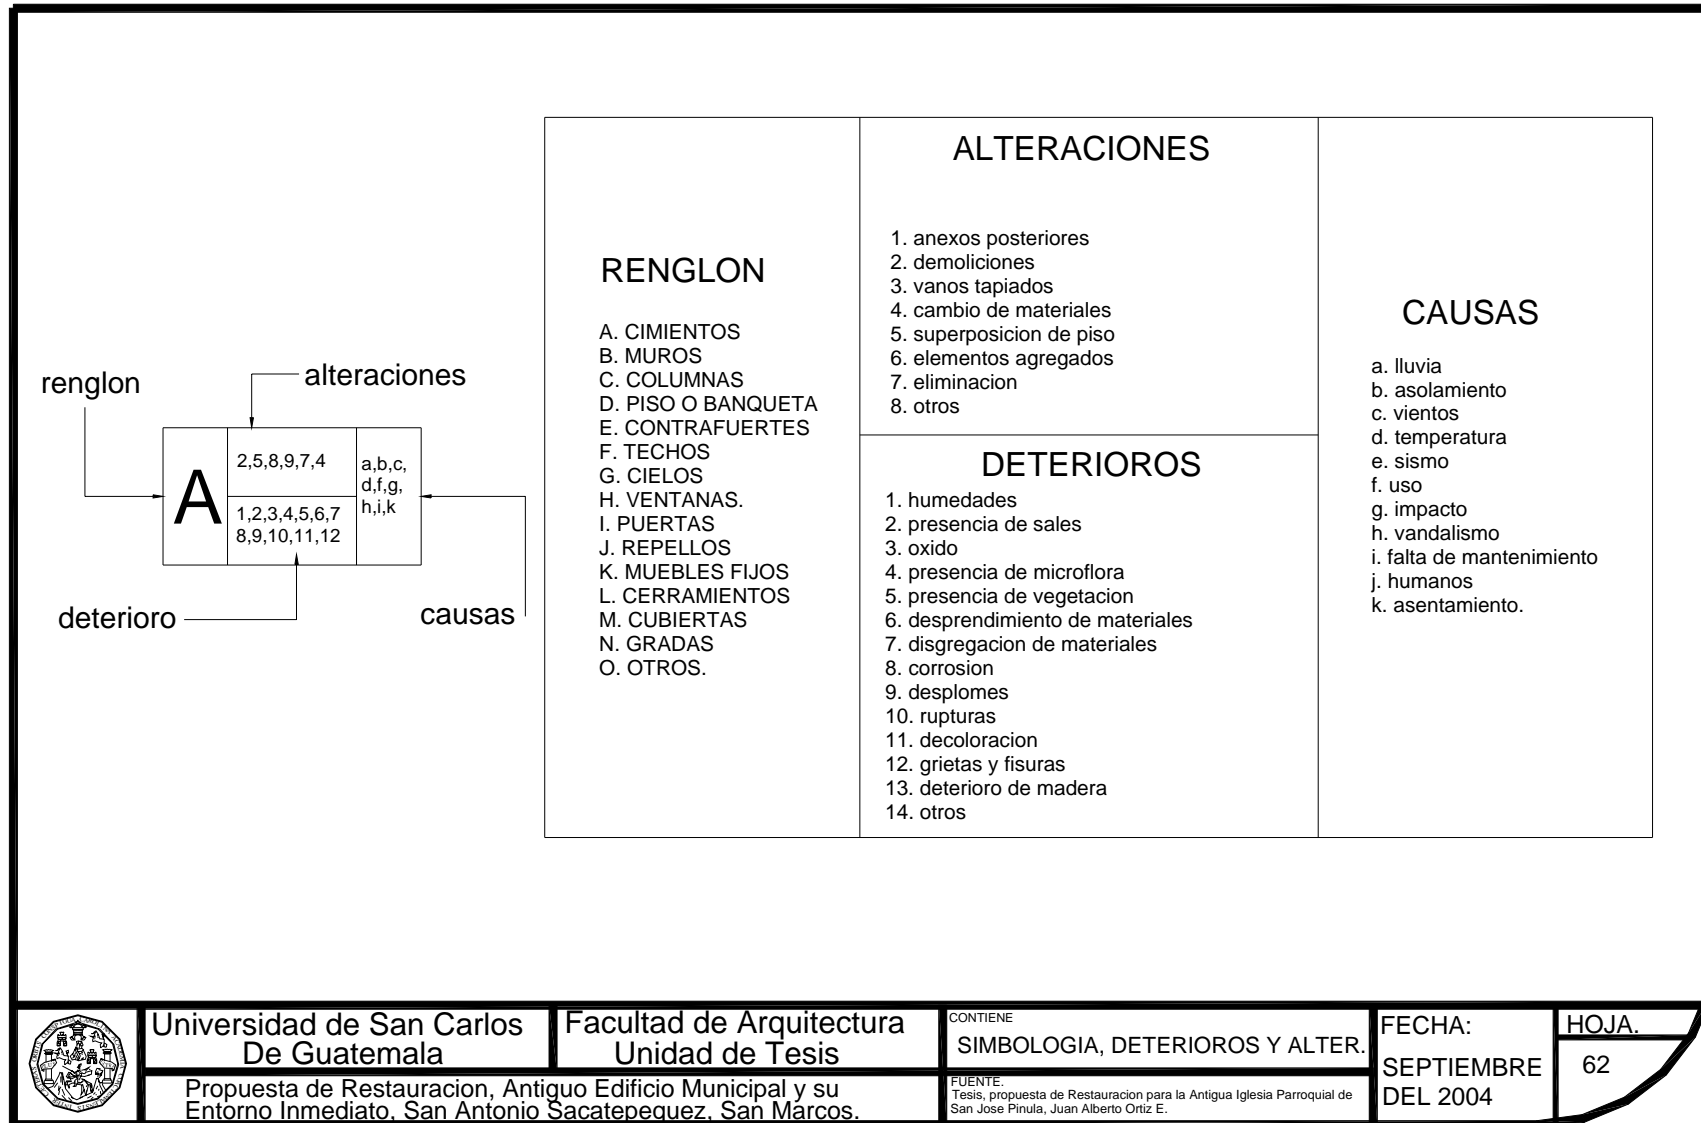 renglon
alteraciones
A
2,5,8,9,7,4
1,2,3,4,5,6,7
8,9,10,11,12
a,b,c,
d,f,g,
h,i,k
deterioro
causas
RENGLON
A. CIMIENTOS
B. MUROS
C. COLUMNAS
D. PISO O BANQUETA
E. CONTRAFUERTES
F. TECHOS
G. CIELOS
H. VENTANAS.
I. PUERTAS
J. REPELLOS
K. MUEBLES FIJOS
L. CERRAMIENTOS
M. CUBIERTAS
N. GRADAS
O. OTROS.
ALTERACIONES
1. anexos posteriores
2. demoliciones
3. vanos tapiados
4. cambio de materiales
5. superposicion de piso
6. elementos agregados
7. eliminacion
8. otros
DETERIOROS
1. humedades
2. presencia de sales
3. oxido
4. presencia de microflora
5. presencia de vegetacion
6. desprendimiento de materiales
7. disgregacion de materiales
8. corrosion
9. desplomes
10. rupturas
11. decoloracion
12. grietas y fisuras
13. deterioro de madera
14. otros
CAUSAS
a. lluvia
b. asolamiento
c. vientos
d. temperatura
e. sismo
f. uso
g. impacto
h. vandalismo
i. falta de mantenimiento
j. humanos
k. asentamiento.
Universidad de San Carlos
De Guatemala
Facultad de Arquitectura
Unidad de Tesis
Propuesta de Restauracion, Antiguo Edificio Municipal y su
Entorno Inmediato, San Antonio Sacatepequez, San Marcos.
CONTIENE
SIMBOLOGIA, DETERIOROS Y ALTER.
FUENTE.
Tesis, propuesta de Restauracion para la Antigua Iglesia Parroquial de
San Jose Pinula, Juan Alberto Ortiz E.
FECHA:
SEPTIEMBRE
DEL 2004
HOJA.
62